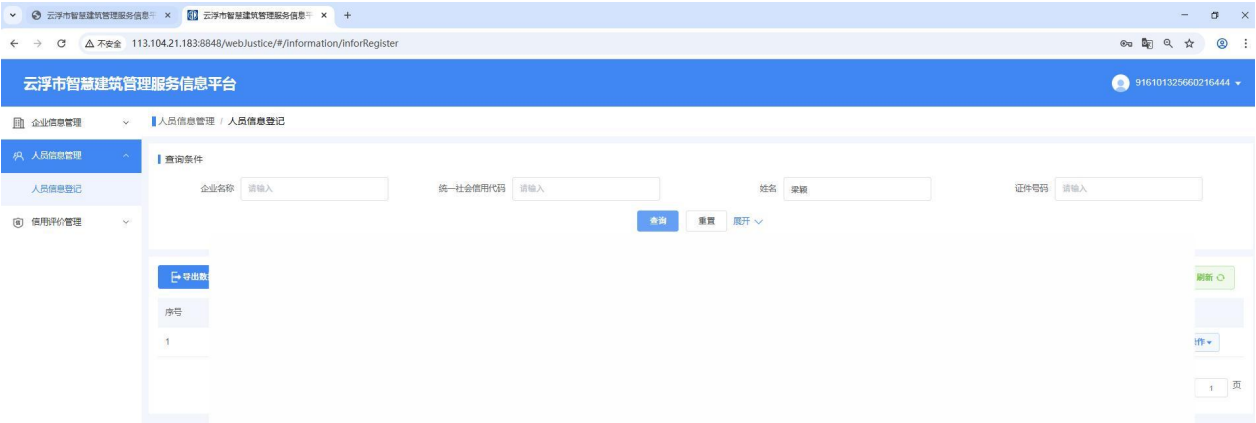 云浮市智慧建筑管理服务信息平 × 云浮市智慧建筑管理服务信息平 × +
不安全 113.104.21.183:8848/webJustice/#/information/inforRegister
云浮市智慧建筑管理服务信息平台 916101325660216444
企业信息管理
人员信息管理 / 人员信息登记
人员信息管理
查询条件
人员信息登记
企业名称 请输入 统一社会信用代码 请输入 姓名 梁颖 证件号码 请输入
信用评价管理
查询 重置 展开
导出数 刷新
序号
1 作
1 页